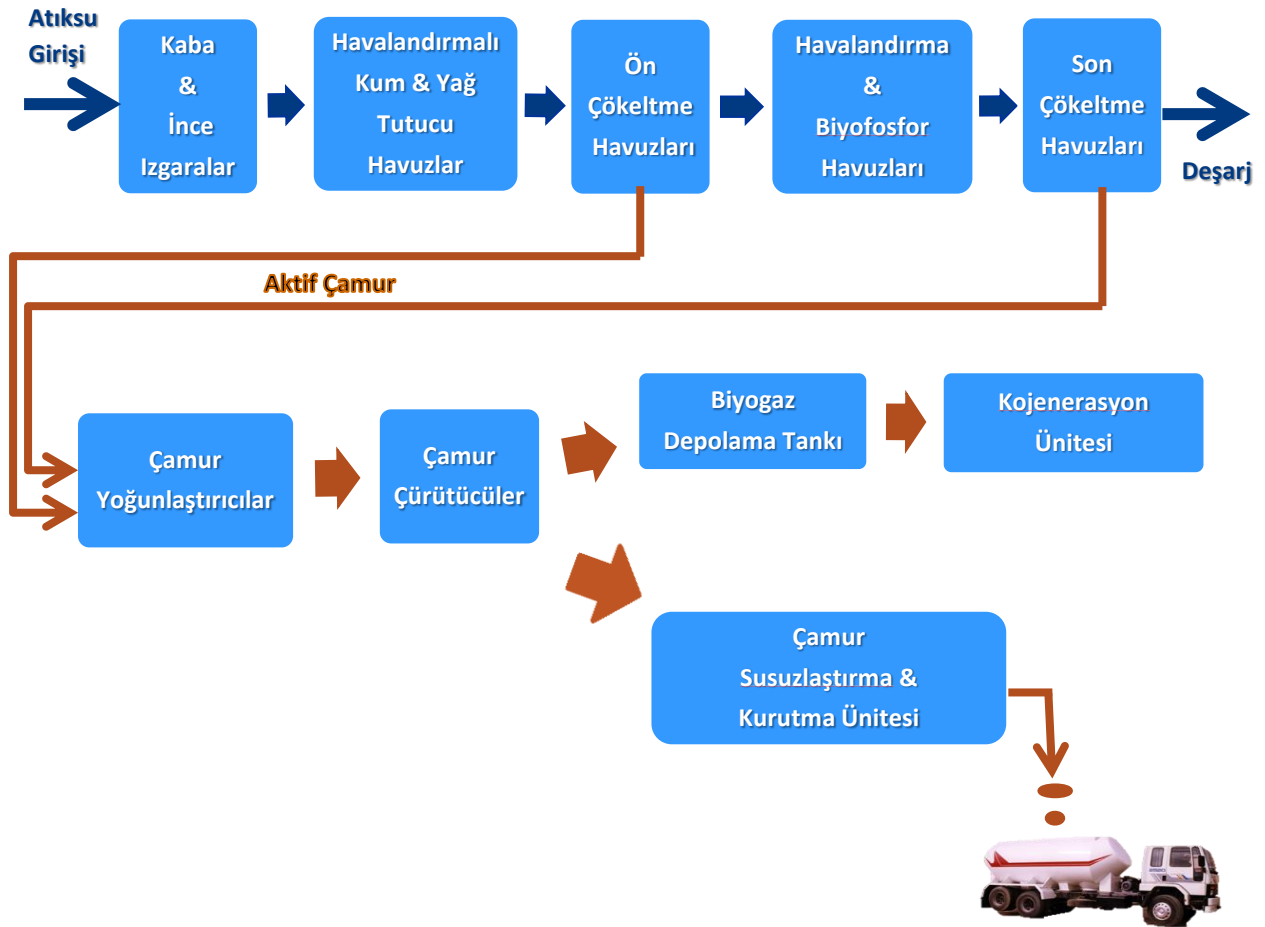 Atıksu
Girişi
Kaba
&
İnce
Izgaralar
Havalandırmalı
Kum & Yağ
Tutucu
Havuzlar
Ön
Çökeltme
Havuzları
Havalandırma
&
Biyofosfor
Havuzları
Son
Çökeltme
Havuzları
Deşarj
Aktif Çamur
Çamur
Yoğunlaştırıcılar
Çamur
Çürütücüler
Biyogaz
Depolama Tankı
Kojenerasyon
Ünitesi
Çamur
Susuzlaştırma &
Kurutma Ünitesi